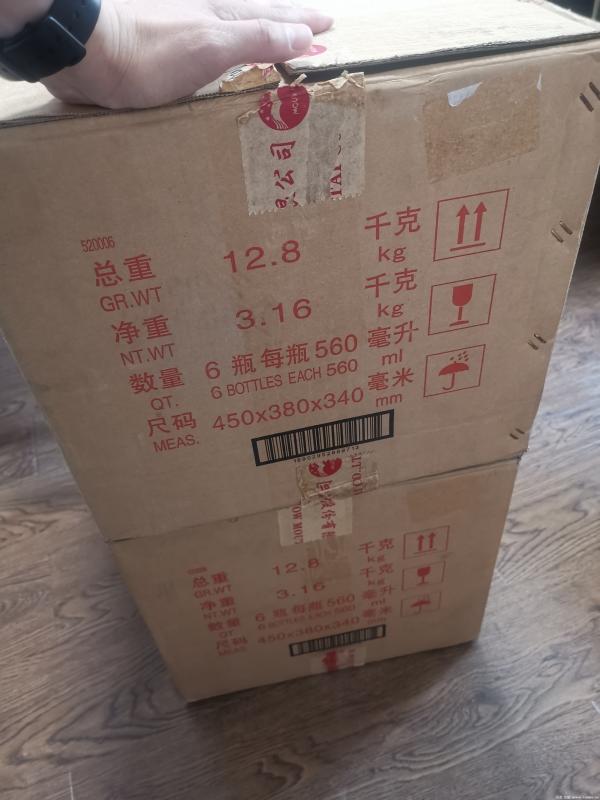 限公司
520006
总重 12.8 千克
GR.WT kg
净重 3.16 千克
NT.WT kg
数量 6 瓶每瓶560 毫升
QT. 6 BOTTLES EACH 560 ml
尺码 450x380x340 毫米
MEAS. mm
总重 12.8 千克
GR.WT kg
净重 3.16 千克
NT.WT kg
数量 6 瓶每瓶560 毫升
QT. 6 BOTTLES EACH 560 ml
尺码 450x380x340 毫米
MEAS. mm